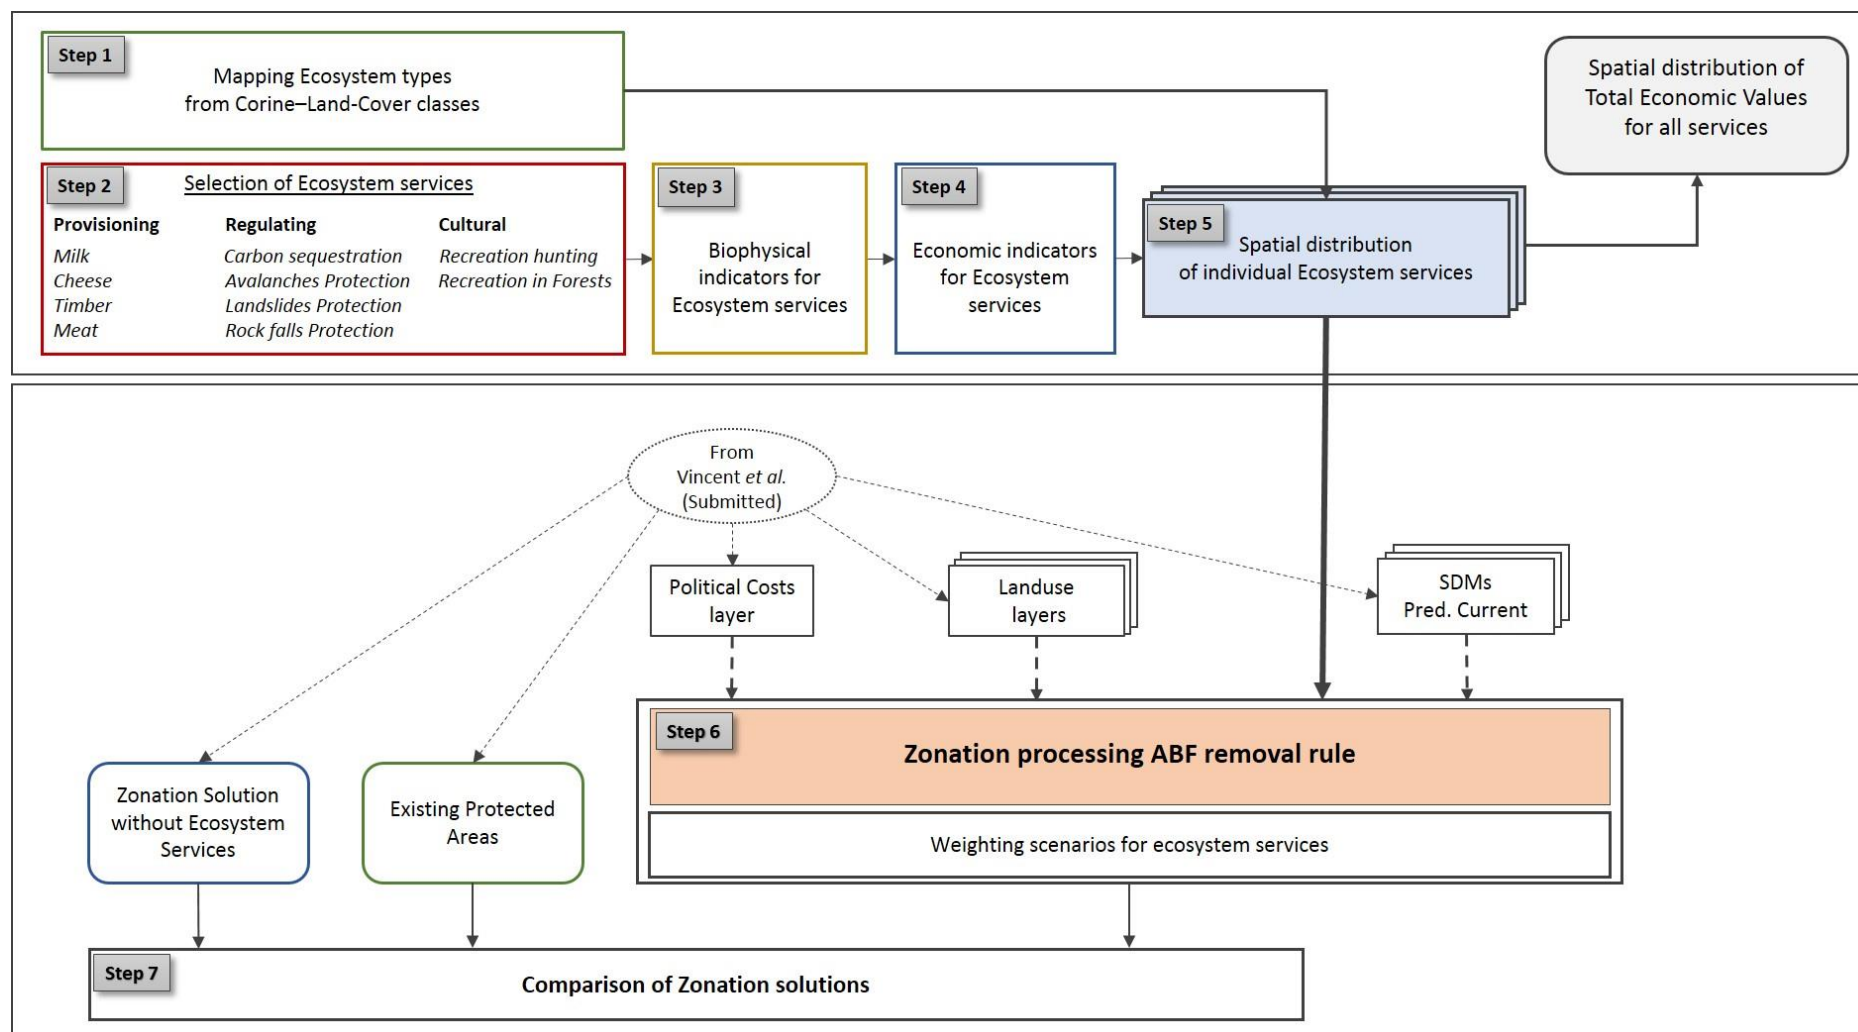 Step 1
Mapping Ecosystem types
from Corine–Land-Cover classes
Spatial distribution of
Total Economic Values
for all services
Step 2
Selection of Ecosystem services
Provisioning
Milk
Cheese
Timber
Meat
Regulating
Carbon sequestration
Avalanches Protection
Landslides Protection
Rock falls Protection
Cultural
Recreation hunting
Recreation in Forests
Step 3
Biophysical
indicators for
Ecosystem services
Step 4
Economic indicators
for Ecosystem
services
Step 5
Spatial distribution
of individual Ecosystem services
From
Vincent et al.
(Submitted)
Political Costs
layer
Landuse
layers
SDMs
Pred. Current
Step 6
Zonation processing ABF removal rule
Weighting scenarios for ecosystem services
Zonation Solution
without Ecosystem
Services
Existing Protected
Areas
Step 7
Comparison of Zonation solutions